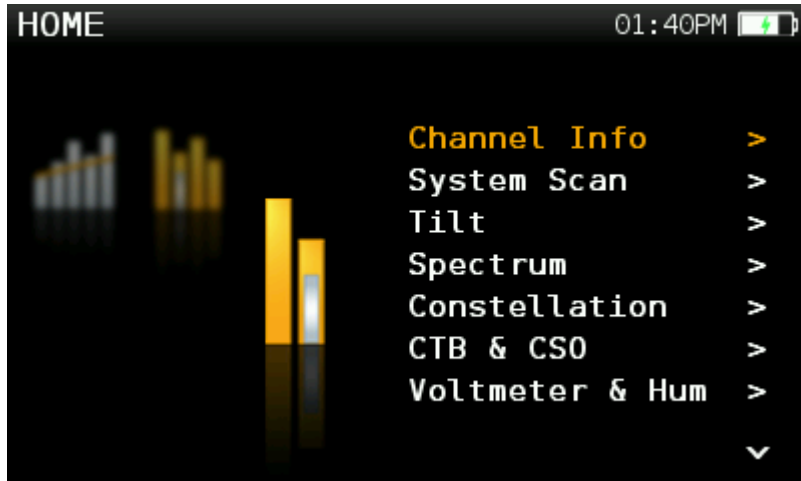 HOME 01:40PM
Channel Info >
System Scan >
Tilt >
Spectrum >
Constellation >
CTB & CSO >
Voltmeter & Hum >